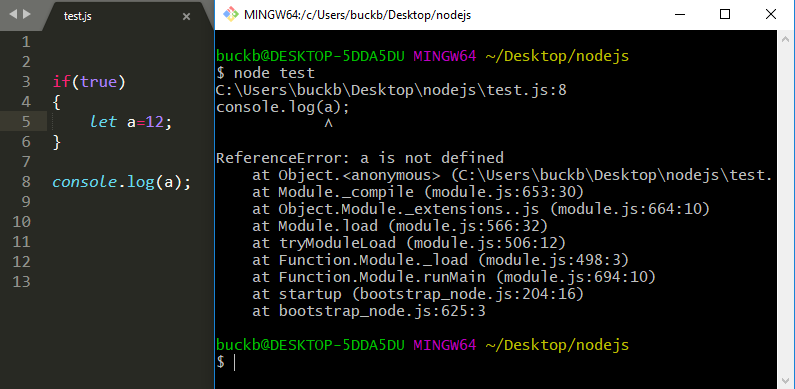 test.js
×
1
2
3 if(true)
4 {
5 let a=12;
6 }
7
8 console.log(a);
9
10
11
12
13
MINGW64:/c/Users/buckb/Desktop/nodejs
buckb@DESKTOP-5DDA5DU MINGW64 ~/Desktop/nodejs
$ node test
C:\Users\buckb\Desktop\nodejs\test.js:8
console.log(a);
^
ReferenceError: a is not defined
at Object.<anonymous> (C:\Users\buckb\Desktop\nodejs\test.
at Module._compile (module.js:653:30)
at Object.Module._extensions..js (module.js:664:10)
at Module.load (module.js:566:32)
at tryModuleLoad (module.js:506:12)
at Function.Module._load (module.js:498:3)
at Function.Module.runMain (module.js:694:10)
at startup (bootstrap_node.js:204:16)
at bootstrap_node.js:625:3
buckb@DESKTOP-5DDA5DU MINGW64 ~/Desktop/nodejs
$